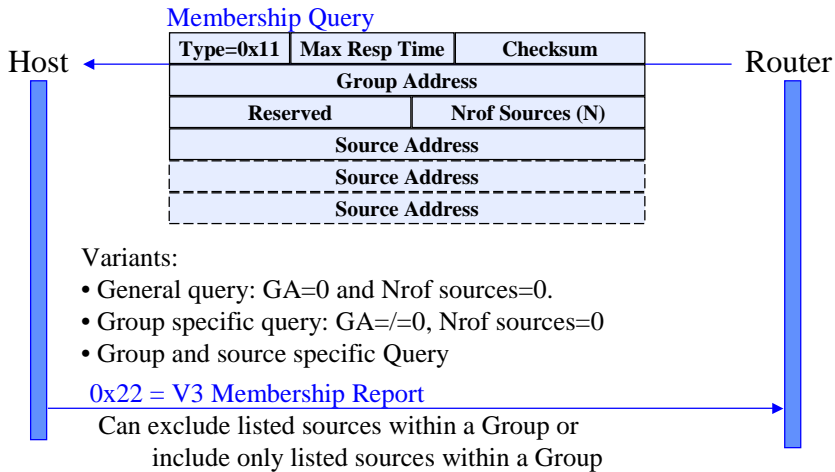 Membership Query
Type=0x11 Max Resp Time Checksum
Host
Router
Group Address
Reserved Nrof Sources (N)
Source Address
Source Address
Source Address
Variants:
• General query: GA=0 and Nrof sources=0.
• Group specific query: GA=/=0, Nrof sources=0
• Group and source specific Query
0x22 = V3 Membership Report
Can exclude listed sources within a Group or
include only listed sources within a Group